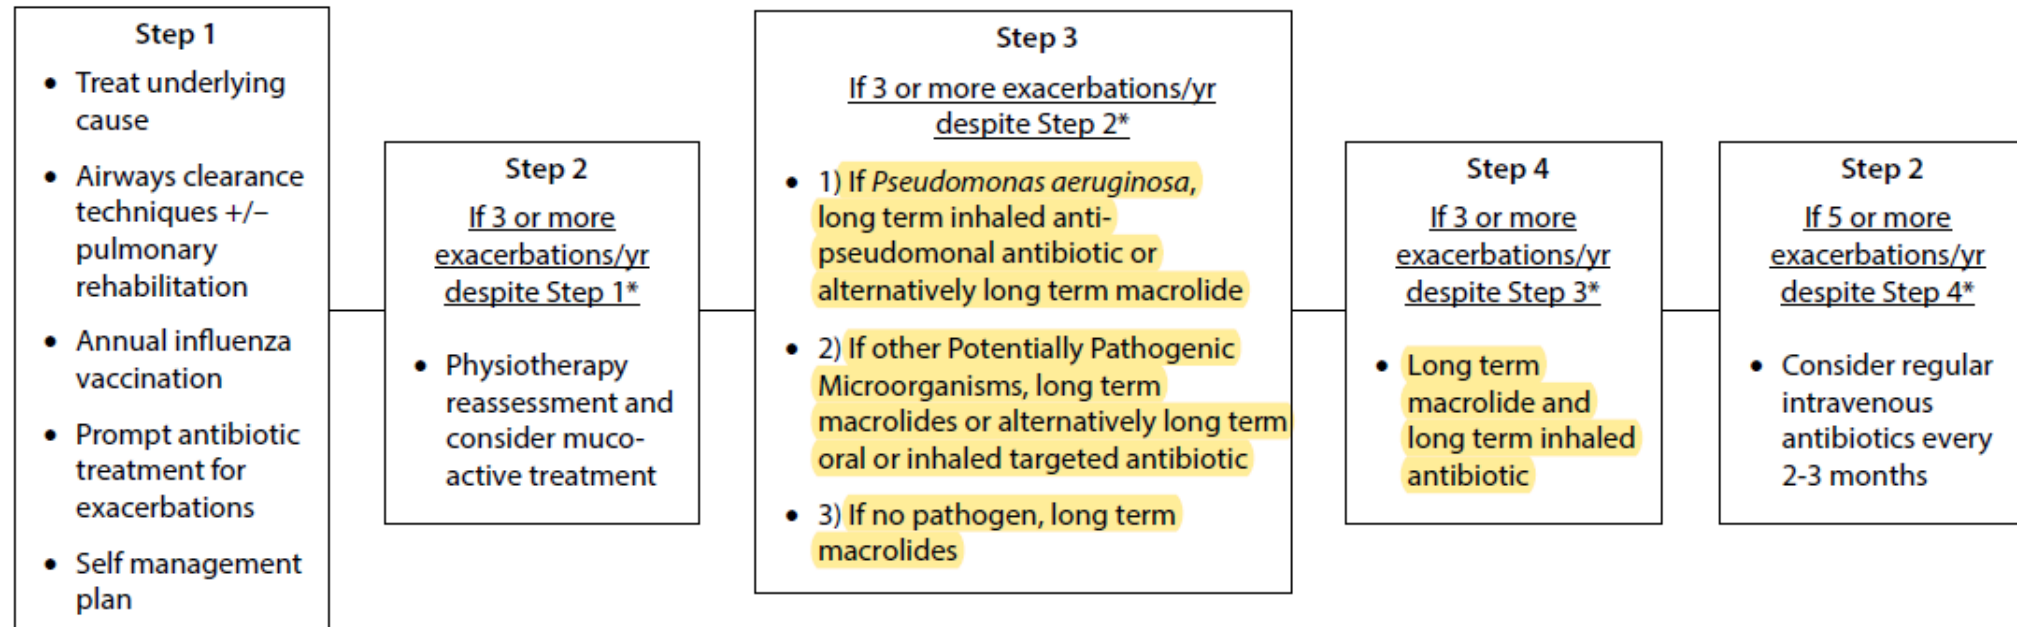 Step 1
• Treat underlying
cause
• Airways clearance
techniques +/–
pulmonary
rehabilitation
• Annual influenza
vaccination
• Prompt antibiotic
treatment for
exacerbations
• Self management
plan
Step 2
If 3 or more
exacerbations/yr
despite Step 1*
• Physiotherapy
reassessment and
consider muco-
active treatment
Step 3
If 3 or more exacerbations/yr
despite Step 2*
• 1) If Pseudomonas aeruginosa,
long term inhaled anti-
pseudomonal antibiotic or
alternatively long term macrolide
• 2) If other Potentially Pathogenic
Microorganisms, long term
macrolides or alternatively long term
oral or inhaled targeted antibiotic
• 3) If no pathogen, long term
macrolides
Step 4
If 3 or more
exacerbations/yr
despite Step 3*
• Long term
macrolide and
long term inhaled
antibiotic
Step 2
If 5 or more
exacerbations/yr
despite Step 4*
• Consider regular
intravenous
antibiotics every
2-3 months